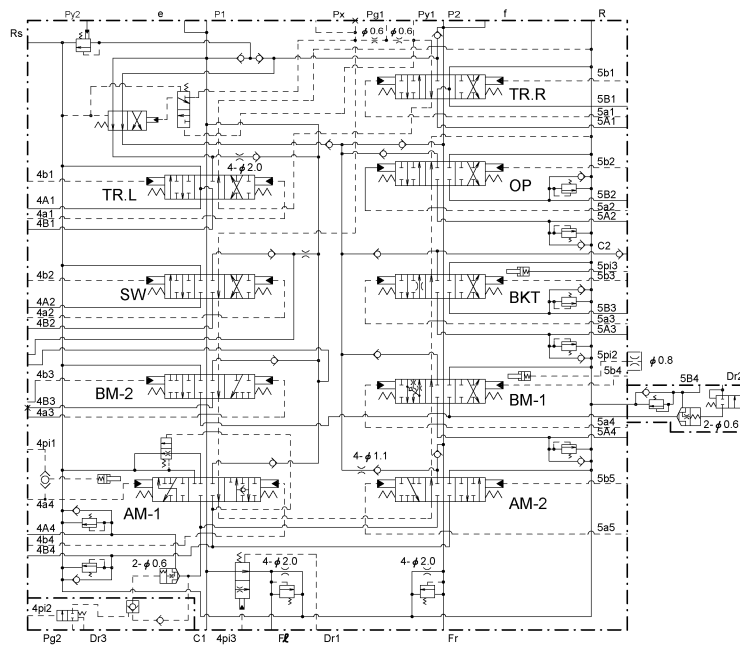 Py2 e P1 Px Pg1 Py1 P2 f R
Rs
ϕ0.6 ϕ0.6
5b1
TR.R
5B1
5a1
5A1
4-ϕ2.0
4b1
5b2
TR.L
OP
4A1
5B2
4a1
5a2
4B1
5A2
C2
5pi3
4b2
5b3
SW
BKT
4A2
5B3
4a2
5a3
4B2
5A3
5pi2
ϕ0.8
4b3
5b4
5B4 Dr2
BM-2
BM-1
4B3
4a3
5a4
2-ϕ0.6
5A4
4pi1
4-ϕ1.1
4a4
5b5
AM-1
AM-2
4A4
5a5
4b4
4B4
2-ϕ0.6 4-ϕ2.0 4-ϕ2.0
4pi2
Pg2 Dr3 C1 4pi3 Fℓ Dr1 Fr